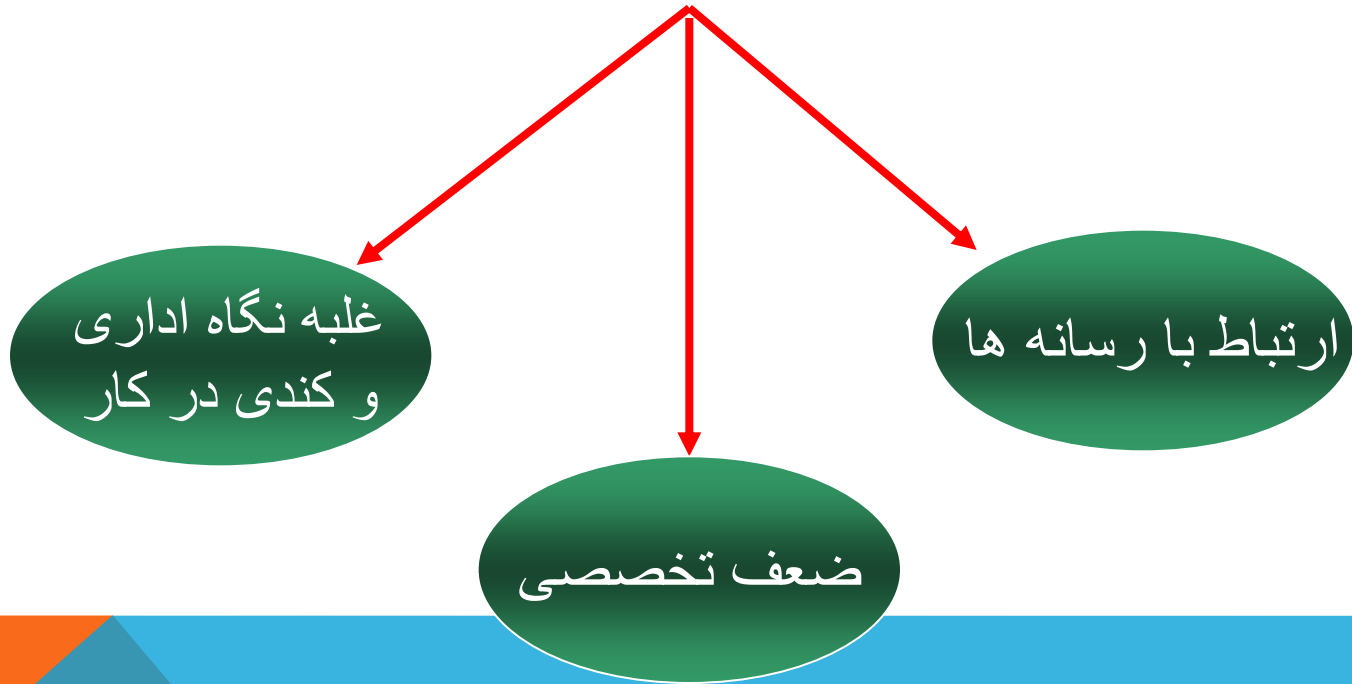 ارتباط با رسانه ها
غلبه نگاه اداری
و کندی در کار
ضعف تخصصی